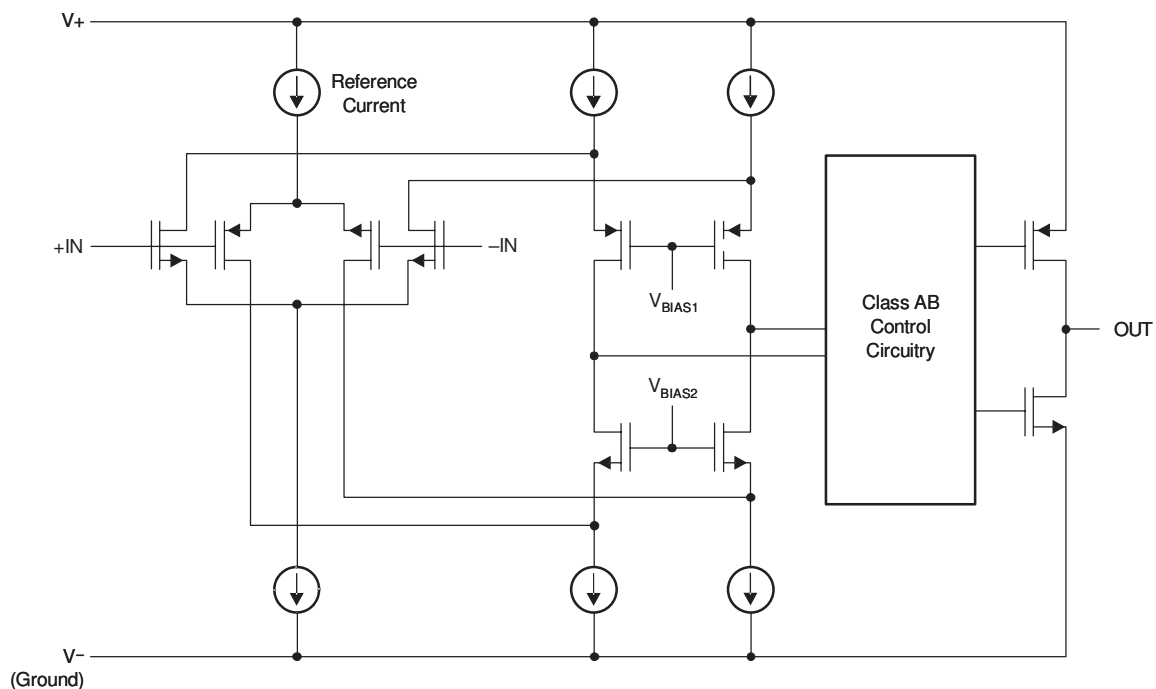 V+
Reference
Current
+IN
–IN
VBIAS1
Class AB
Control
Circuitry
OUT
VBIAS2
V–
(Ground)